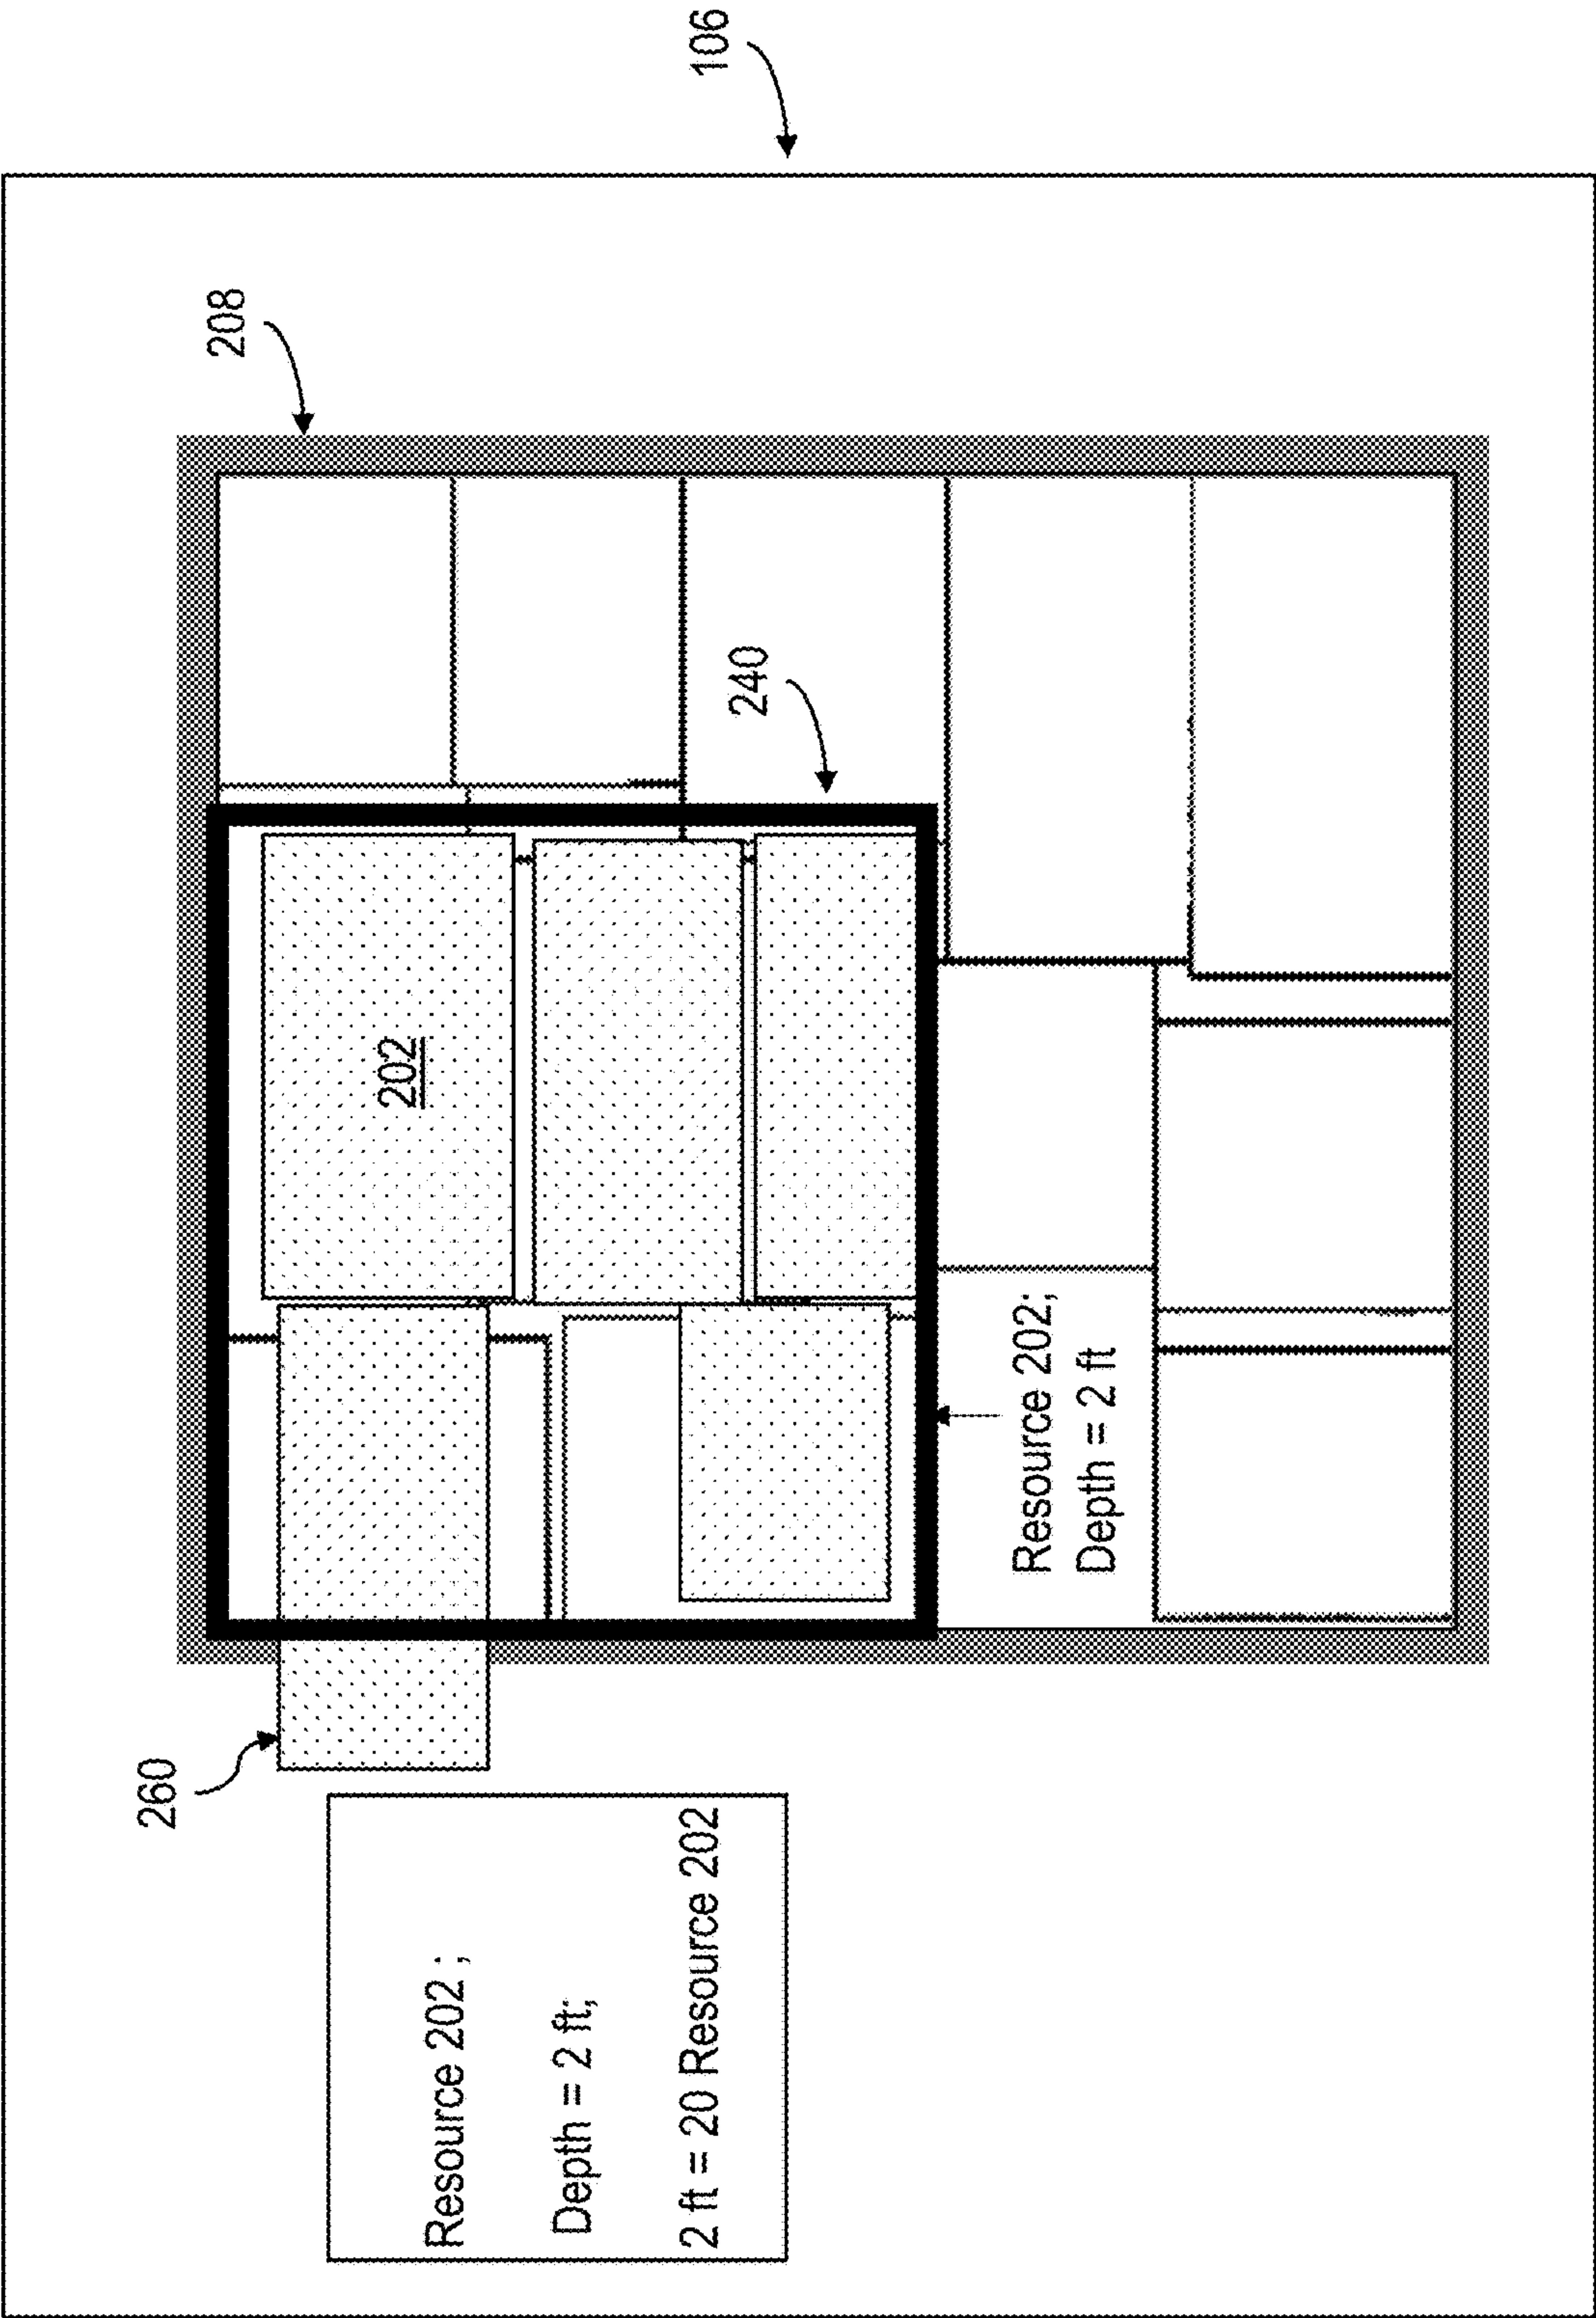 106
208
240
202
260
Resource 202;
Depth = 2 ft
Resource 202 ;
Depth = 2 ft;
2 ft = 20 Resource 202